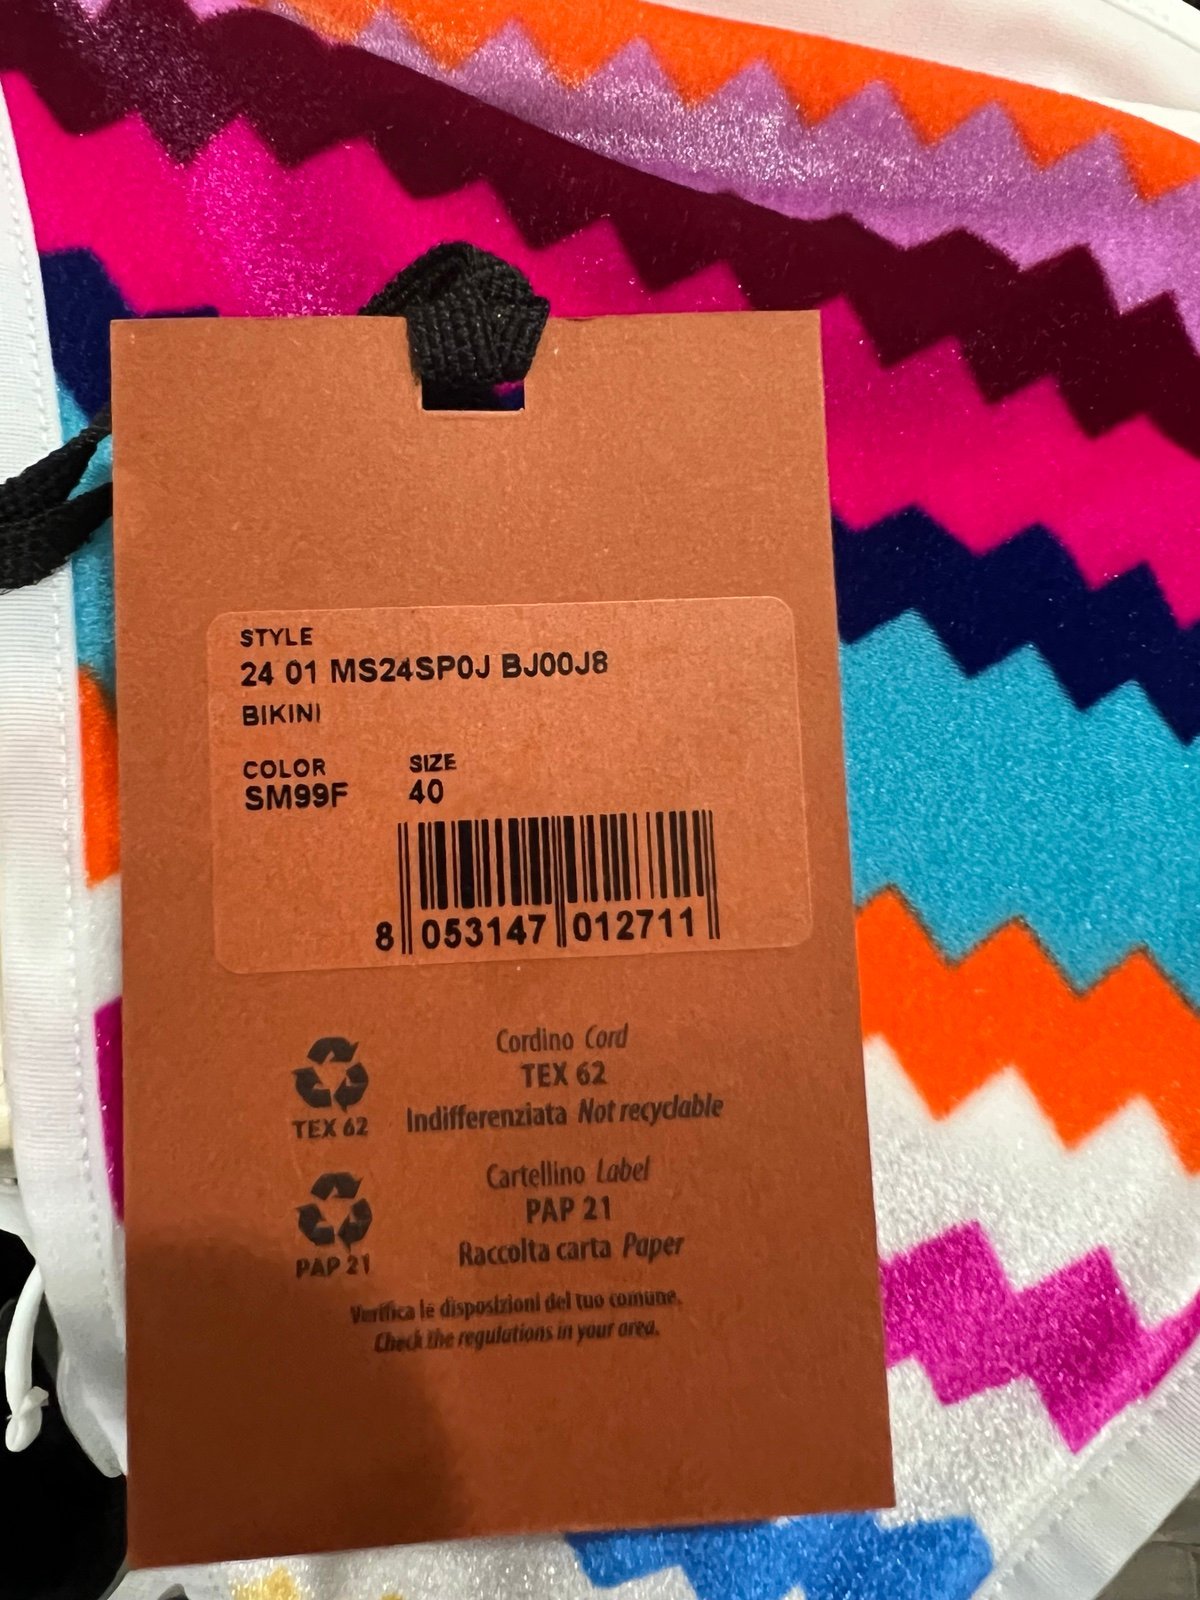 STYLE
24 01 MS24SP0J BJ00J8
BIKINI
COLOR SIZE
SM99F 40
8 053147 012711
Cordino Cord
TEX 62
TEX 62
Indifferenziata Not recyclable
Cartellino Label
PAP 21
PAP 21
Raccolta carta Paper
Verifica le disposizioni del tuo comune.
Check the regulations in your area.